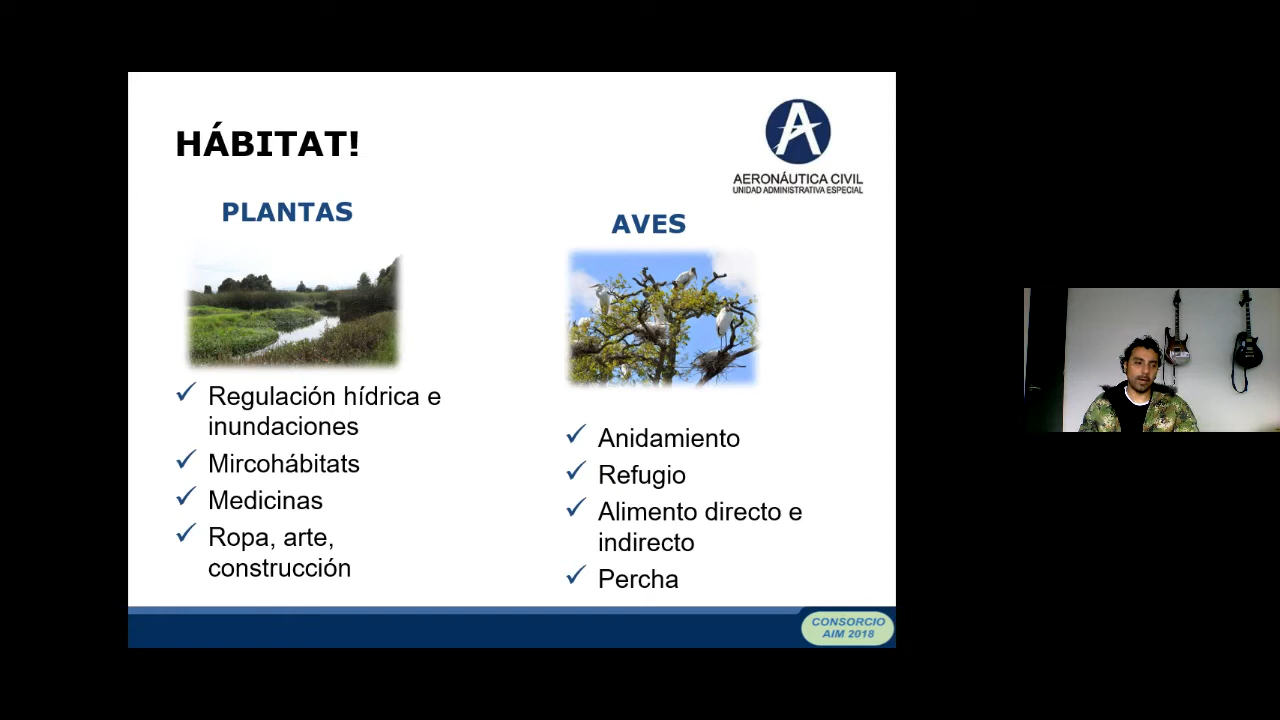 HÁBITAT!
AERONÁUTICA CIVIL
UNIDAD ADMINISTRATIVA ESPECIAL
PLANTAS
Regulación hídrica e
inundaciones
Mircohábitats
Medicinas
Ropa, arte,
construcción
AVES
Anidamiento
Refugio
Alimento directo e
indirecto
Percha
CONSORCIO
AIM 2018